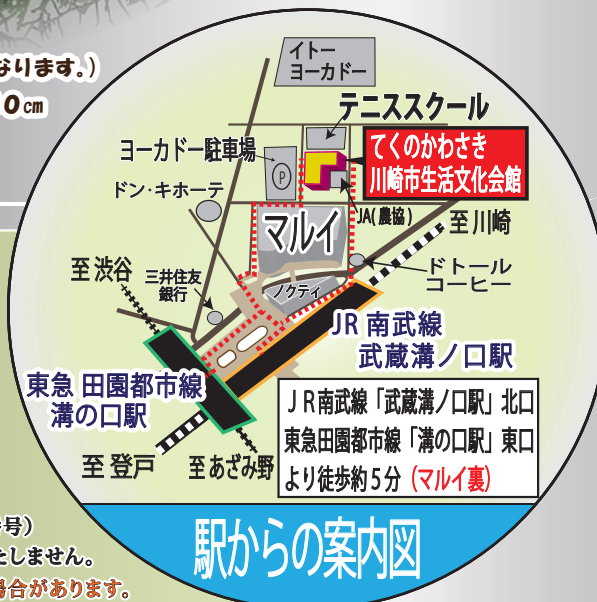 なります。)
0cm
イトー
ヨーカドー
テニススクール
ヨーカドー駐車場
P
てくのかわさき
川崎市生活文化会館
ドン・キホーテ
JA(農協)
マルイ
至 川崎
至 渋谷
三井住友
銀行
ドトール
コーヒー
ノクティ
JR 南武線
武蔵溝ノ口駅
東急 田園都市線
溝の口駅
至 登戸
至 あざみ野
JR南武線「武蔵溝ノ口駅」北口
東急田園都市線「溝の口駅」東口
より徒歩約5分(マルイ裏)
駅からの案内図
号)
たしません。
場合があります。